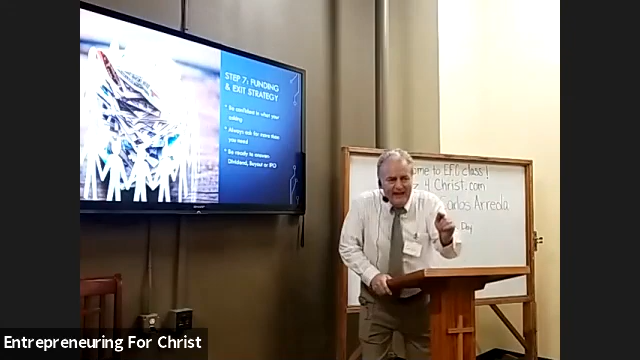 STEP 7: FUNDING
& EXIT STRATEGY
Be confident in what your
asking
Always ask for more than
you need
Be ready to answer:
Dividend, Buyout or IPO
me to EFC class!
z 4 Christ.com
arlos Arreola
Day
Entrepreneuring For Christ